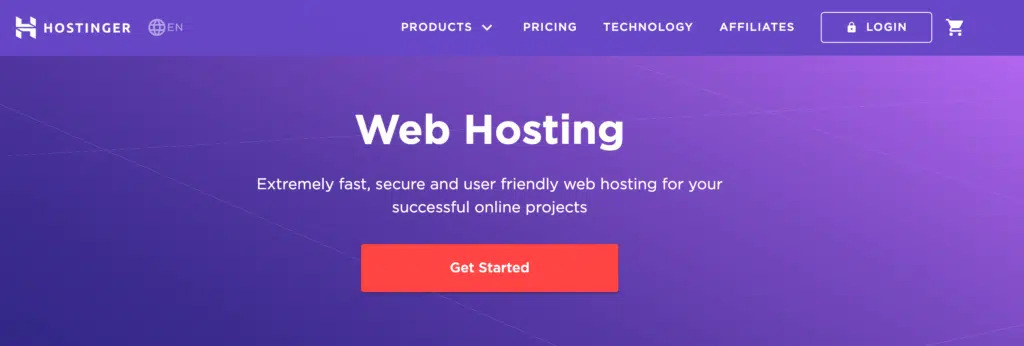 HOSTINGER EN PRODUCTS PRICING TECHNOLOGY AFFILIATES LOGIN
Web Hosting
Extremely fast, secure and user friendly web hosting for your
successful online projects
Get Started